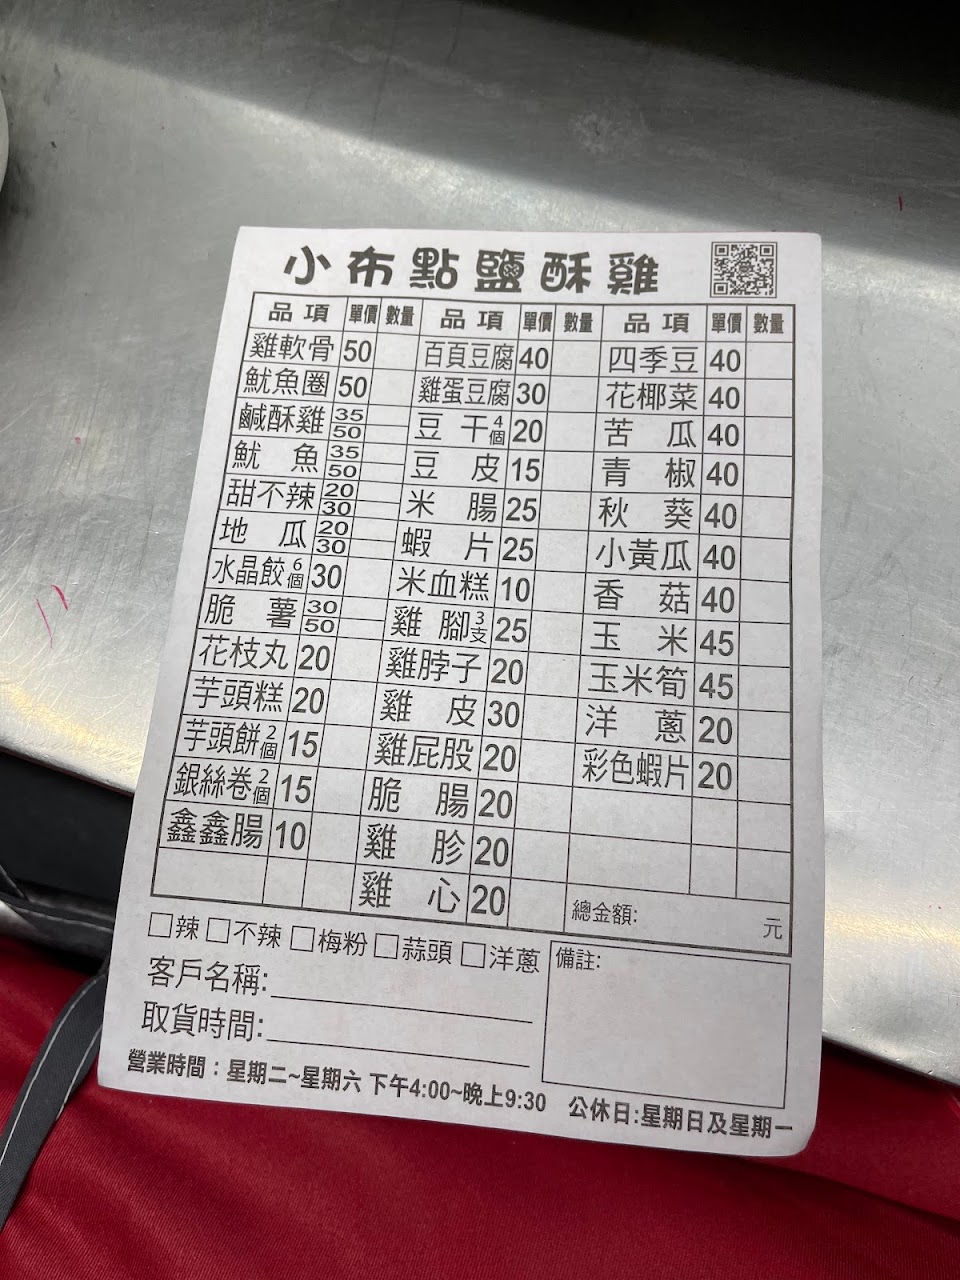 小布點鹽酥雞
品項 單價 數量 品項 單價 數量 品項 單價 數量
雞軟骨 50 百頁豆腐 40 四季豆 40
魷魚圈 50 雞蛋豆腐 30 花椰菜 40
鹹酥雞 35 50 豆干 4個 20 苦瓜 40
魷魚 35 50 豆皮 15 青椒 40
甜不辣 20 30 米腸 25 秋葵 40
地瓜 20 30 蝦片 25 小黃瓜 40
水晶餃 6個 30 米血糕 10 香菇 40
脆薯 30 50 雞腳 3支 25 玉米 45
花枝丸 20 雞脖子 20 玉米筍 45
芋頭糕 20 雞皮 30 洋蔥 20
芋頭餅 2個 15 雞屁股 20 彩色蝦片 20
銀絲卷 2個 15 脆腸 20
鑫鑫腸 10 雞胗 20
雞心 20 總金額: 元
□辣 □不辣 □梅粉 □蒜頭 □洋蔥 備註:
客戶名稱:
取貨時間:
營業時間：星期二~星期六 下午4:00~晚上9:30 公休日:星期日及星期一